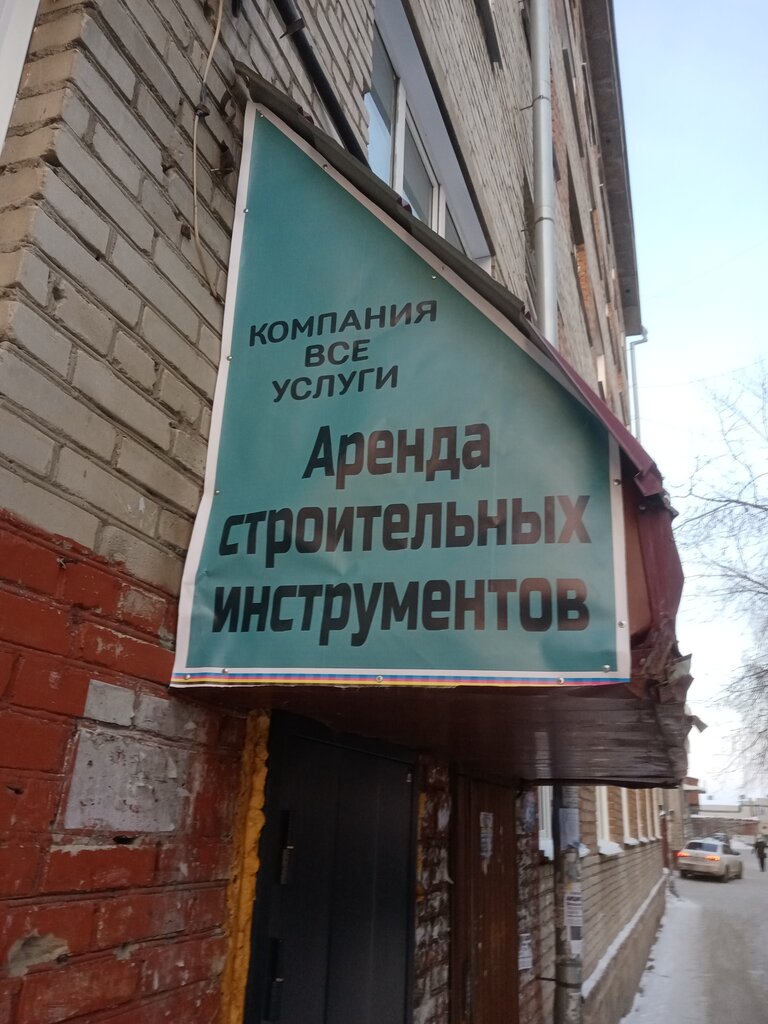 КОМПАНИЯ
ВСЕ
УСЛУГИ
Аренда
строительных
инструментов